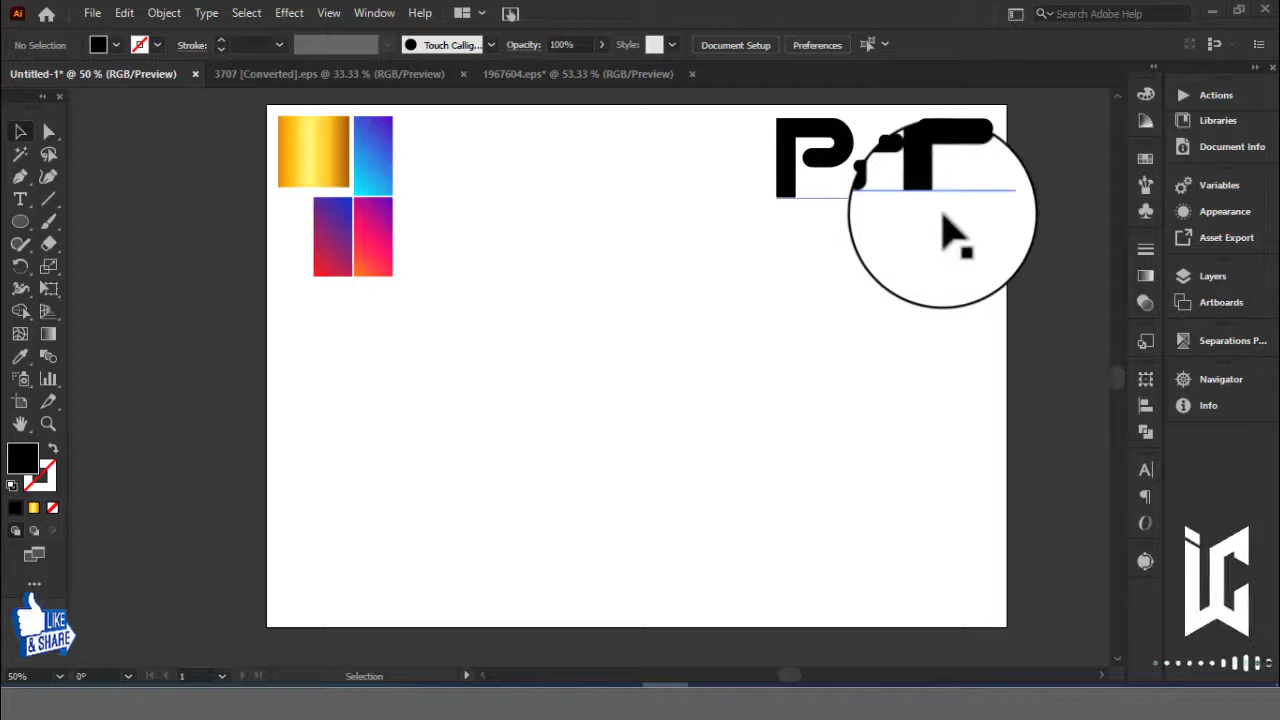 Ai File Edit Object Type Select Effect View Window Help Search Adobe Help
No Selection Stroke: Touch Callig... Opacity: 100% Style: Document Setup Preferences
Untitled-1* @ 50 % (RGB/Preview) × 3707 [Converted].eps @ 33.33 % (RGB/Preview) × 1967604.eps* @ 53.33 % (RGB/Preview) ×
Actions
Libraries
Document Info
Variables
Appearance
Asset Export
Layers
Artboards
Separations P...
Navigator
Info
LIKE
& SHARE
50% 0° 1 Selection